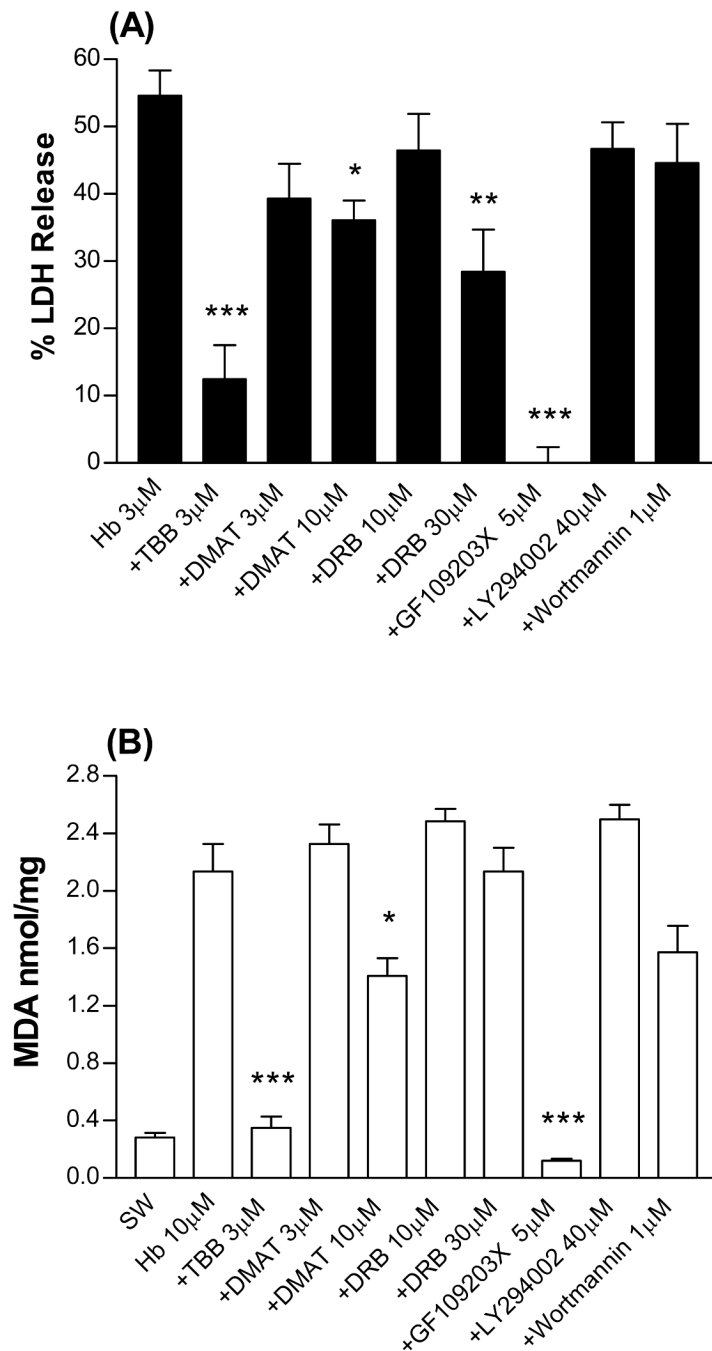 (A)
60
50
40
30
20
10
0
% LDH Release
***
*
**
***
Hb 3μM
+TBB 3μM
+DMAT 3μM
+DMAT 10μM
+DRB 10μM
+DRB 30μM
+GF109203X 5μM
+LY294002 40μM
+Wortmannin 1μM
(B)
2.8
2.4
2.0
1.6
1.2
0.8
0.4
0.0
MDA nmol/mg
***
*
***
SW
Hb 10μM
+TBB 3μM
+DMAT 3μM
+DMAT 10μM
+DRB 10μM
+DRB 30μM
+GF109203X 5μM
+LY294002 40μM
+Wortmannin 1μM